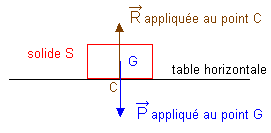 R appliquée au point C
solide S
G
table horizontale
C
P appliqué au point G